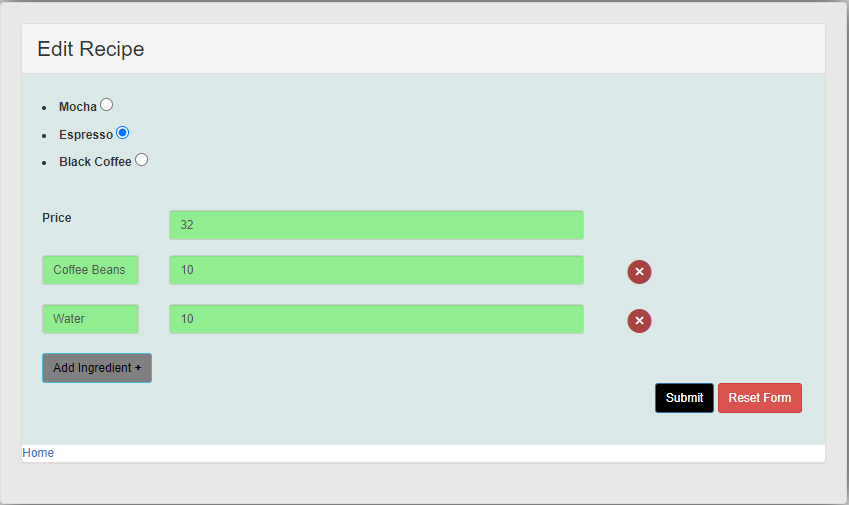 Edit Recipe
Mocha
Espresso
Black Coffee
Price 32
Coffee Beans 10
Water 10
Add Ingredient +
Submit Reset Form
Home